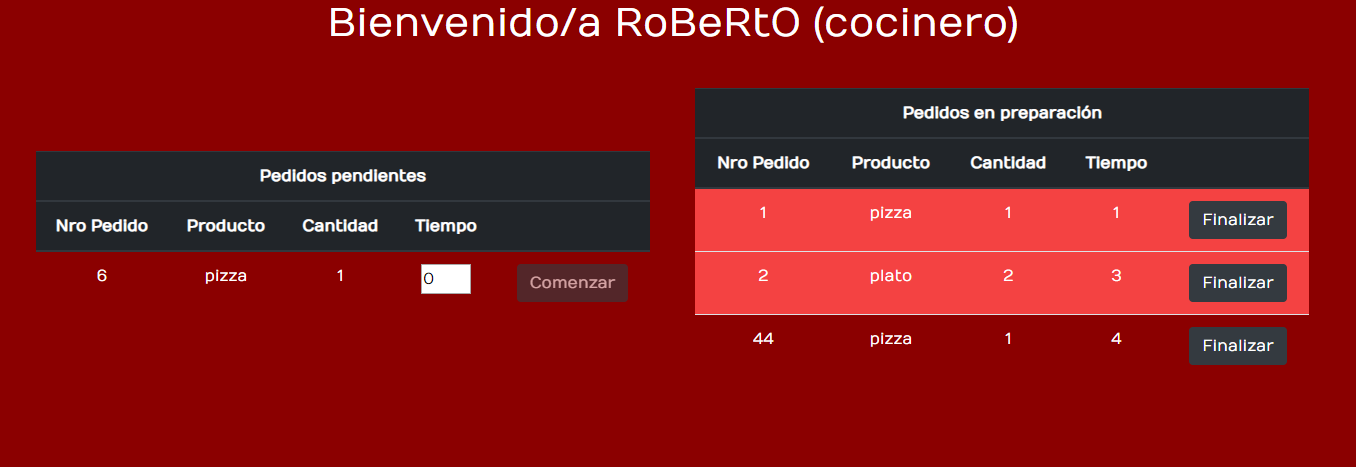 Bienvenido/a RoBeRtO (cocinero)
Pedidos pendientes
Nro Pedido Producto Cantidad Tiempo
6 pizza 1 0 Comenzar
Pedidos en preparación
Nro Pedido Producto Cantidad Tiempo
1 pizza 1 1 Finalizar
2 plato 2 3 Finalizar
44 pizza 1 4 Finalizar